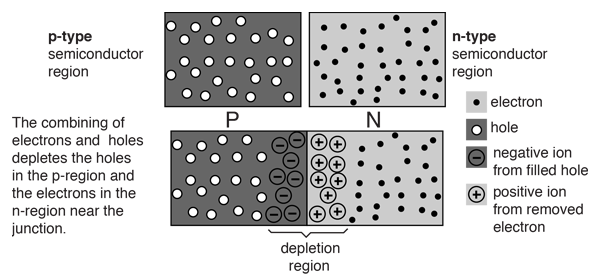 p-type
semiconductor
region
n-type
semiconductor
region
electron
hole
negative ion
from filled hole
positive ion
from removed
electron
P
N
The combining of
electrons and holes
depletes the holes
in the p-region and
the electrons in the
n-region near the
junction.
depletion
region